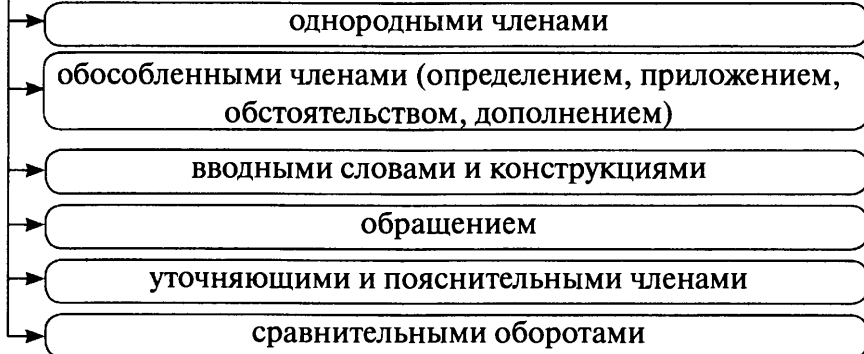 однородными членами
обособленными членами (определением, приложением,
обстоятельством, дополнением)
вводными словами и конструкциями
обращением
уточняющими и пояснительными членами
сравнительными оборотами